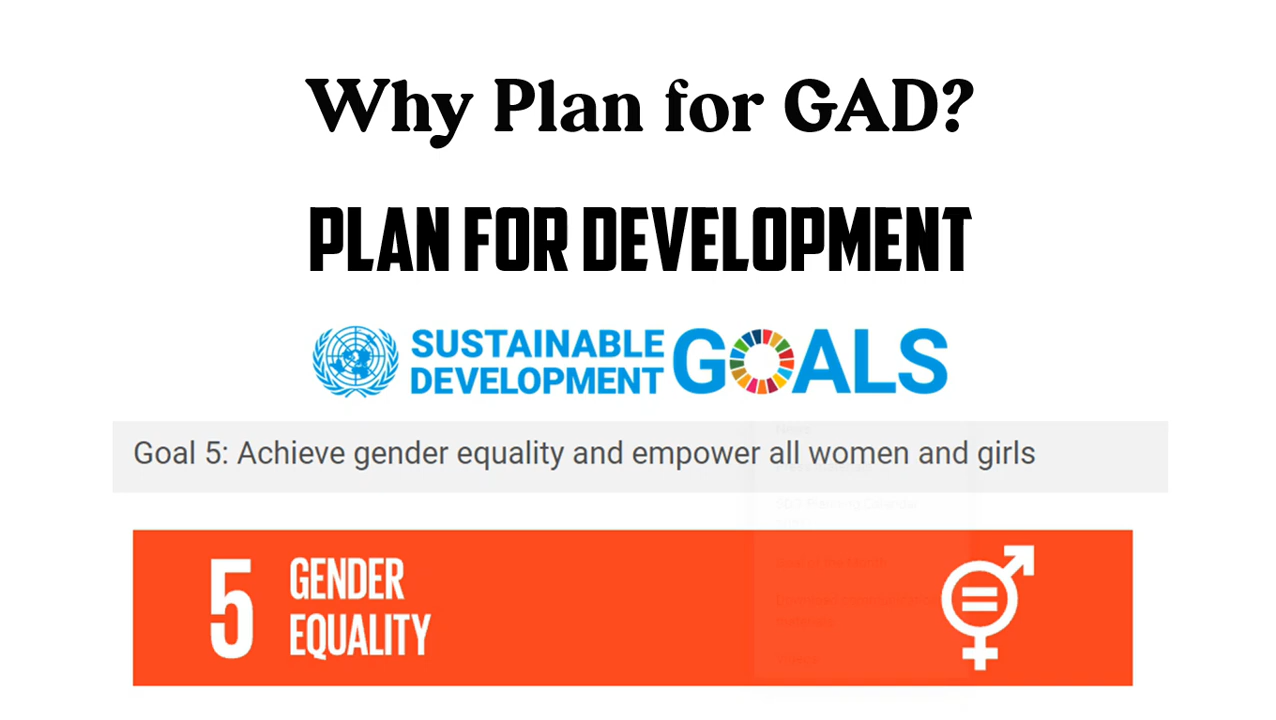 Why Plan for GAD?
PLAN FOR DEVELOPMENT
SUSTAINABLE
DEVELOPMENT GOALS
Goal 5: Achieve gender equality and empower all women and girls
5 GENDER
EQUALITY